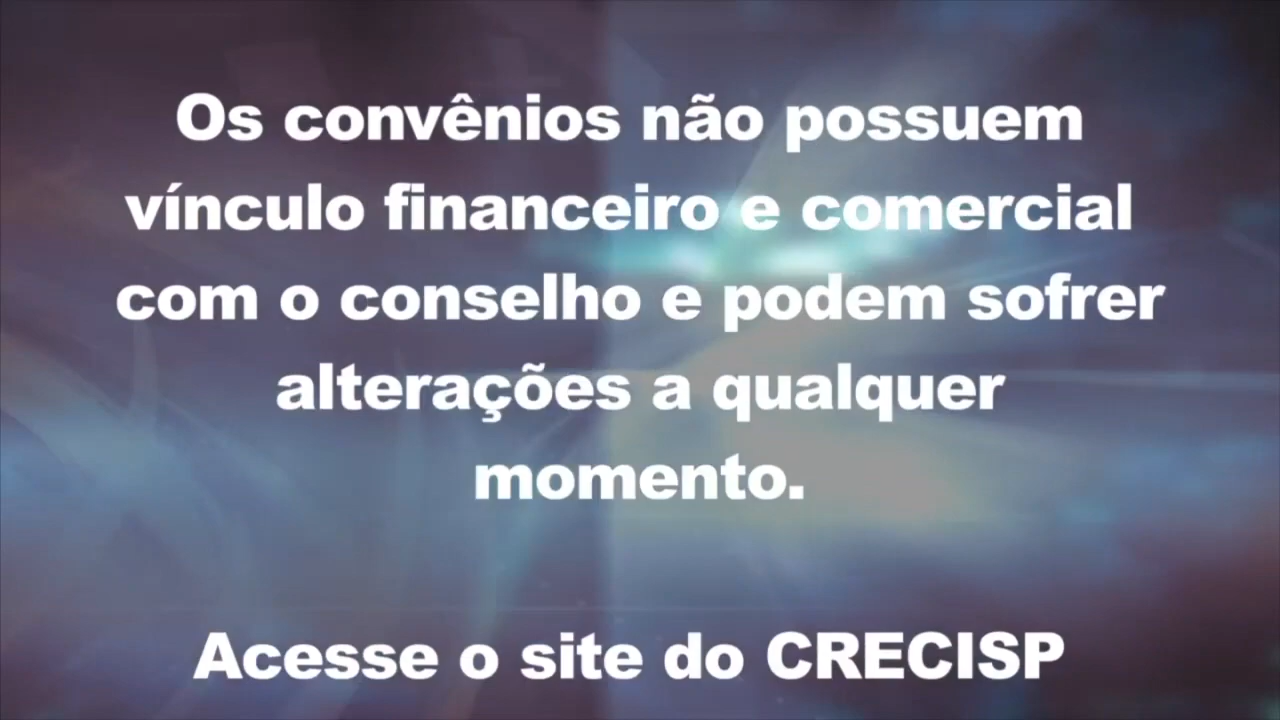 Os convênios não possuem
vínculo financeiro e comercial
com o conselho e podem sofrer
alterações a qualquer
momento.
Acesse o site do CRECISP